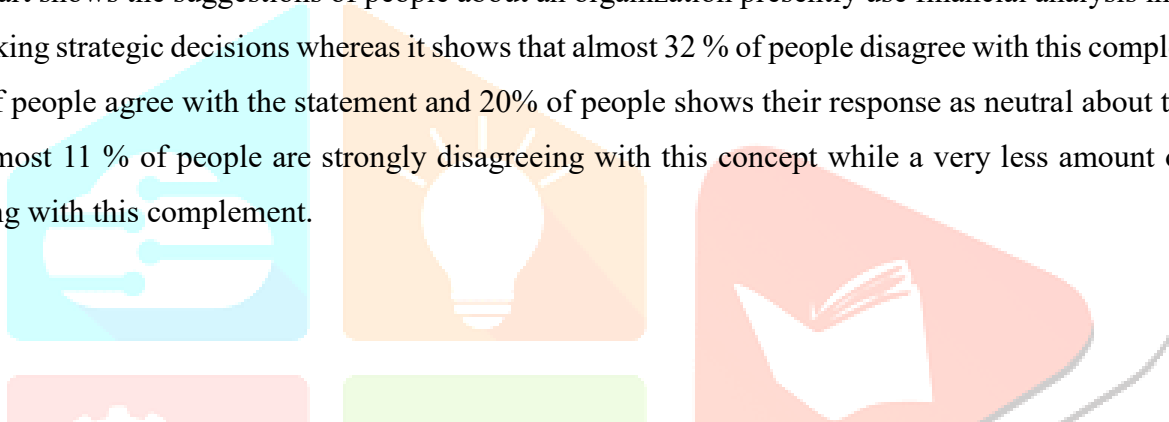 shows the suggestions of people about an organization presently use financial analysis
king strategic decisions whereas it shows that almost 32 % of people disagree with this compl
f people agree with the statement and 20% of people shows their response as neutral about t
most 11 % of people are strongly disagreeing with this concept while a very less amount
ng with this complement.